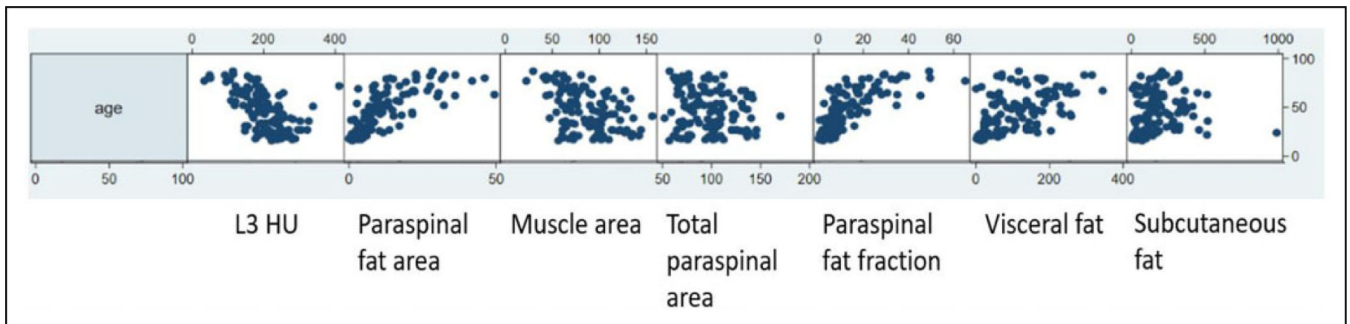 0 200 400 0 50 100 150 0 20 40 60 0 500 1000
age
100
50
0
0 50 100 0 50 50 100 150 200 0 200 400
L3 HU
Paraspinal
fat area
Muscle area
Total
paraspinal
area
Paraspinal
fat fraction
Visceral fat
Subcutaneous
fat